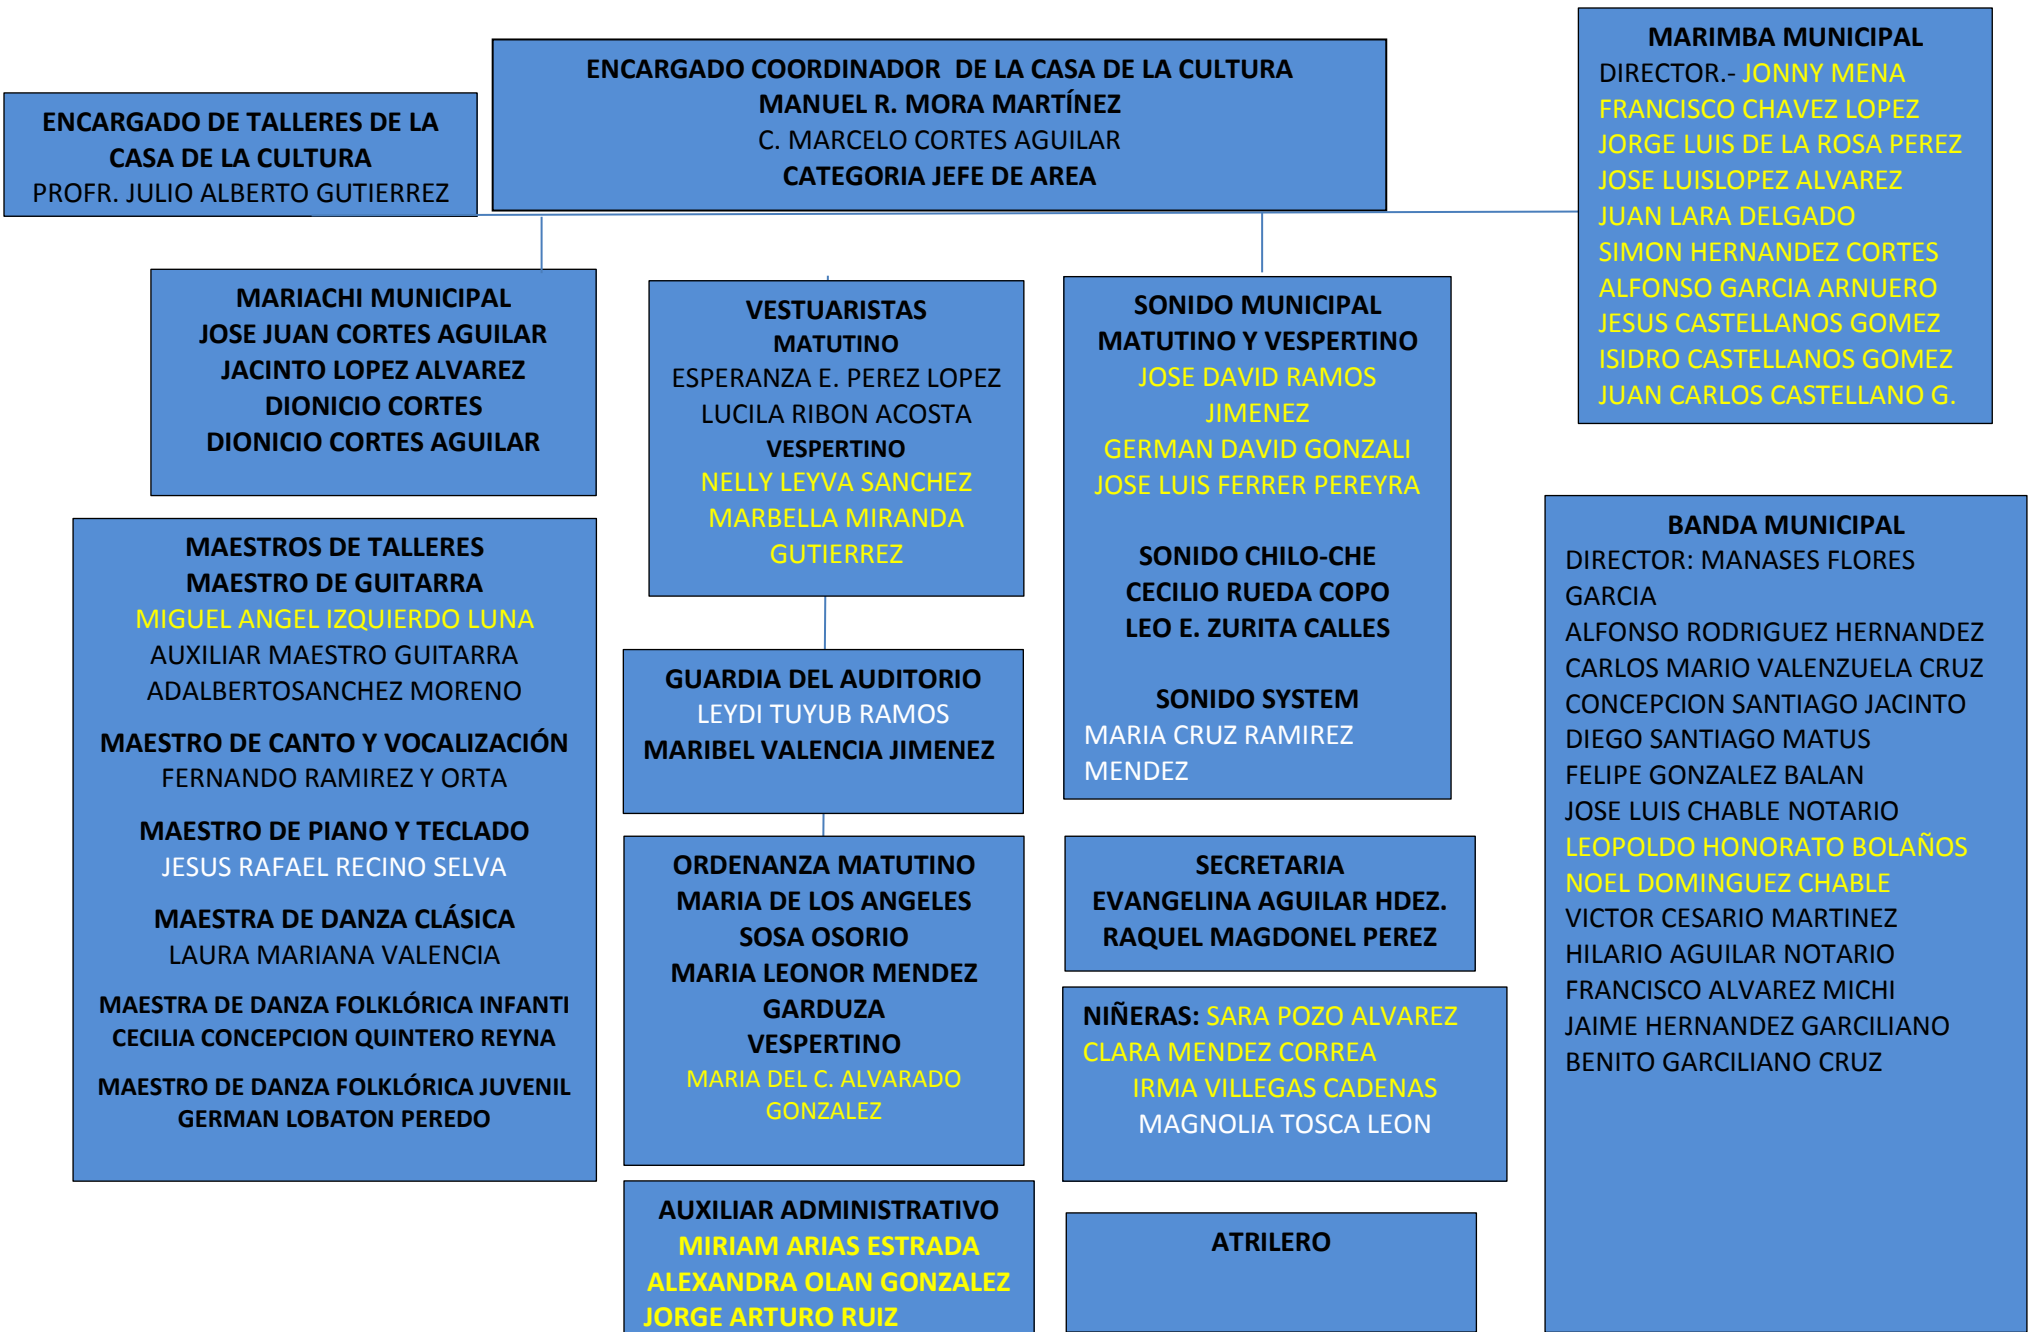 ENCARGADO COORDINADOR  DE LA CASA DE LA CULTURA
MANUEL R. MORA MARTÍNEZ
C. MARCELO CORTES AGUILAR
CATEGORIA JEFE DE AREA
ENCARGADO DE TALLERES DE LA
CASA DE LA CULTURA
PROFR. JULIO ALBERTO GUTIERREZ
MARIMBA MUNICIPAL
DIRECTOR.- JONNY MENA
FRANCISCO CHAVEZ LOPEZ
JORGE LUIS DE LA ROSA PEREZ
JOSE LUISLOPEZ ALVAREZ
JUAN LARA DELGADO
SIMON HERNANDEZ CORTES
ALFONSO GARCIA ARNUERO
JESUS CASTELLANOS GOMEZ
ISIDRO CASTELLANOS GOMEZ
JUAN CARLOS CASTELLANO G.
MARIACHI MUNICIPAL
JOSE JUAN CORTES AGUILAR
JACINTO LOPEZ ALVAREZ
DIONICIO CORTES
DIONICIO CORTES AGUILAR
VESTUARISTAS
MATUTINO
ESPERANZA E. PEREZ LOPEZ
LUCILA RIBON ACOSTA
VESPERTINO
NELLY LEYVA SANCHEZ
MARBELLA MIRANDA
GUTIERREZ
SONIDO MUNICIPAL
MATUTINO Y VESPERTINO
JOSE DAVID RAMOS
JIMENEZ
GERMAN DAVID GONZALI
JOSE LUIS FERRER PEREYRA
SONIDO CHILO-CHE
CECILIO RUEDA COPO
LEO E. ZURITA CALLES
SONIDO SYSTEM
MARIA CRUZ RAMIREZ
MENDEZ
BANDA MUNICIPAL
DIRECTOR: MANASES FLORES
GARCIA
ALFONSO RODRIGUEZ HERNANDEZ
CARLOS MARIO VALENZUELA CRUZ
CONCEPCION SANTIAGO JACINTO
DIEGO SANTIAGO MATUS
FELIPE GONZALEZ BALAN
JOSE LUIS CHABLE NOTARIO
LEOPOLDO HONORATO BOLAÑOS
NOEL DOMINGUEZ CHABLE
VICTOR CESARIO MARTINEZ
HILARIO AGUILAR NOTARIO
FRANCISCO ALVAREZ MICHI
JAIME HERNANDEZ GARCILIANO
BENITO GARCILIANO CRUZ
MAESTROS DE TALLERES
MAESTRO DE GUITARRA
MIGUEL ANGEL IZQUIERDO LUNA
AUXILIAR MAESTRO GUITARRA
ADALBERTOSANCHEZ MORENO
MAESTRO DE CANTO Y VOCALIZACIÓN
FERNANDO RAMIREZ Y ORTA
MAESTRO DE PIANO Y TECLADO
JESUS RAFAEL RECINO SELVA
MAESTRA DE DANZA CLÁSICA
LAURA MARIANA VALENCIA
MAESTRA DE DANZA FOLKLÓRICA INFANTI
CECILIA CONCEPCION QUINTERO REYNA
MAESTRO DE DANZA FOLKLÓRICA JUVENIL
GERMAN LOBATON PEREDO
GUARDIA DEL AUDITORIO
LEYDI TUYUB RAMOS
MARIBEL VALENCIA JIMENEZ
ORDENANZA MATUTINO
MARIA DE LOS ANGELES
SOSA OSORIO
MARIA LEONOR MENDEZ
GARDUZA
VESPERTINO
MARIA DEL C. ALVARADO
GONZALEZ
SECRETARIA
EVANGELINA AGUILAR HDEZ.
RAQUEL MAGDONEL PEREZ
NIÑERAS: SARA POZO ALVAREZ
CLARA MENDEZ CORREA
IRMA VILLEGAS CADENAS
MAGNOLIA TOSCA LEON
AUXILIAR ADMINISTRATIVO
MIRIAM ARIAS ESTRADA
ALEXANDRA OLAN GONZALEZ
JORGE ARTURO RUIZ
ATRILERO